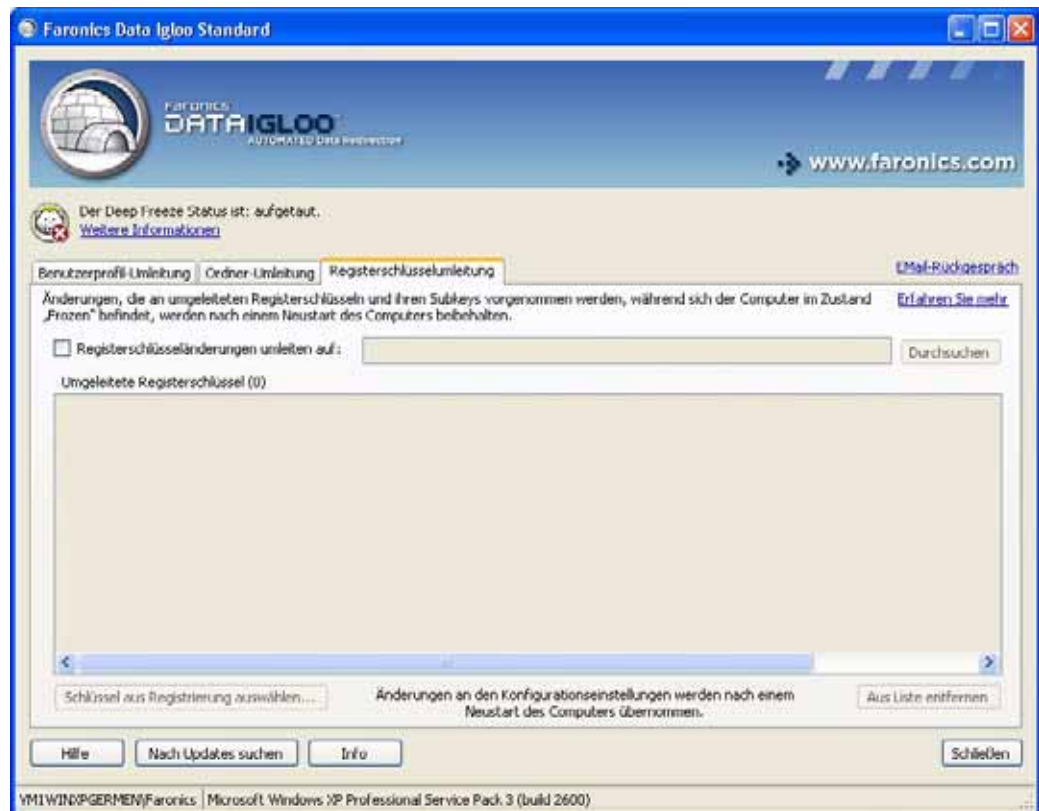 Faronics Data Igloo Standard
Faronics
DATAIGLOO
AUTOMATED Data Redirection
www.faronics.com
Der Deep Freeze Status ist: aufgetaut.
Weitere Informationen
Benutzerprofil-Umleitung Ordner-Umleitung Registerschlüsselumleitung
EMail-Rückgespräch
Änderungen, die an umgeleiteten Registerschlüsseln und ihren Subkeys vorgenommen werden, während sich der Computer im Zustand
„Frozen" befindet, werden nach einem Neustart des Computers beibehalten.
Erfahren Sie mehr
Registerschlüsseländerungen umleiten auf:
Durchsuchen
Umgeleitete Registerschlüssel (0)
Schlüssel aus Registrierung auswählen...
Änderungen an den Konfigurationseinstellungen werden nach einem
Neustart des Computers übernommen.
Aus Liste entfernen
Hilfe
Nach Updates suchen
Info
Schließen
VM1WINXPGERMEN\Faronics Microsoft Windows XP Professional Service Pack 3 (build 2600)